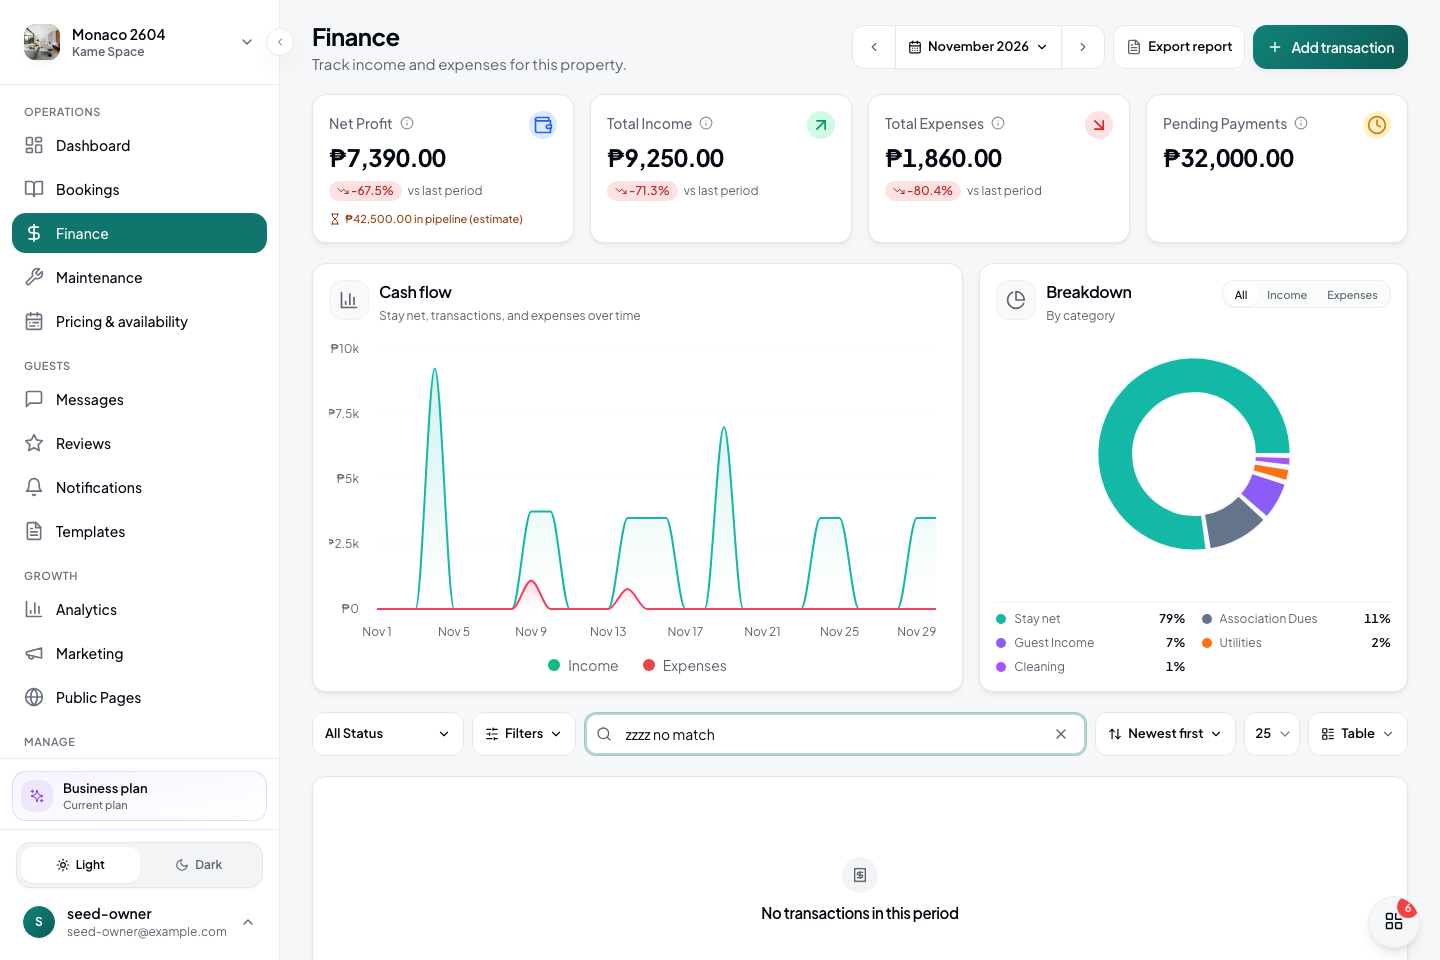 Monaco 2604
Kame Space
OPERATIONS
Dashboard
Bookings
Finance
Maintenance
Pricing & availability
GUESTS
Messages
Reviews
Notifications
Templates
GROWTH
Analytics
Marketing
Public Pages
MANAGE
Business plan
Current plan
Light
Dark
S
seed-owner
seed-owner@example.com
Finance
Track income and expenses for this property.
November 2026
Export report
Add transaction
Net Profit
₱7,390.00
-67.5% vs last period
₱42,500.00 in pipeline (estimate)
Total Income
₱9,250.00
-71.3% vs last period
Total Expenses
₱1,860.00
-80.4% vs last period
Pending Payments
₱32,000.00
Cash flow
Stay net, transactions, and expenses over time
₱10k
₱7.5k
₱5k
₱2.5k
₱0
Nov 1 Nov 5 Nov 9 Nov 13 Nov 17 Nov 21 Nov 25 Nov 29
Income Expenses
Breakdown
By category
All Income Expenses
Stay net 79% Association Dues 11%
Guest Income 7% Utilities 2%
Cleaning 1%
All Status
Filters
zzzz no match
Newest first
25
Table
No transactions in this period
6